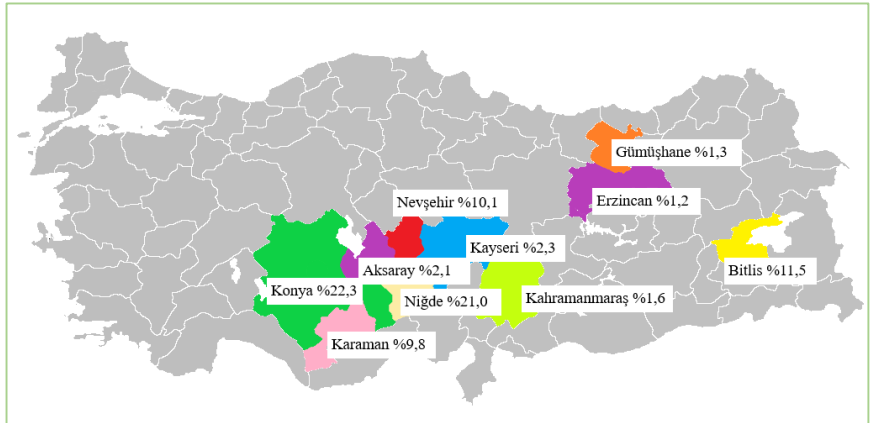 Gümüşhane %1,3
Erzincan %1,2
Nevşehir %10,1
Kayseri %2,3
Aksaray %2,1
Bitlis %11,5
Konya %22,3
Niğde %21,0
Kahramanmaraş %1,6
Karaman %9,8